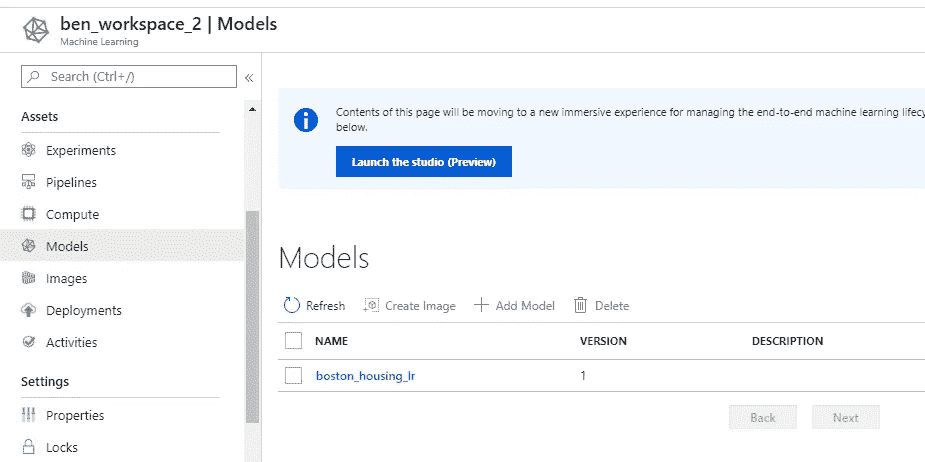 ben_workspace_2 | Models
Machine Learning
Search (Ctrl+/)
«
Assets
Experiments
Pipelines
Compute
Models
Images
Deployments
Activities
Settings
Properties
Locks
Contents of this page will be moving to a new immersive experience for managing the end-to-end machine learning lifecy
below.
Launch the studio (Preview)
Models
Refresh Create Image Add Model Delete
NAME VERSION DESCRIPTION
boston_housing_lr 1
Back Next